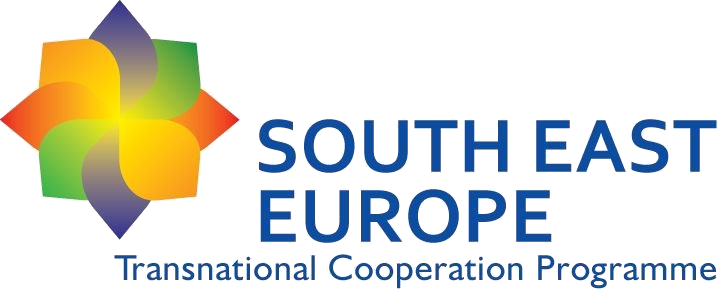 SOUTH EAST
EUROPE
Transnational Cooperation Programme